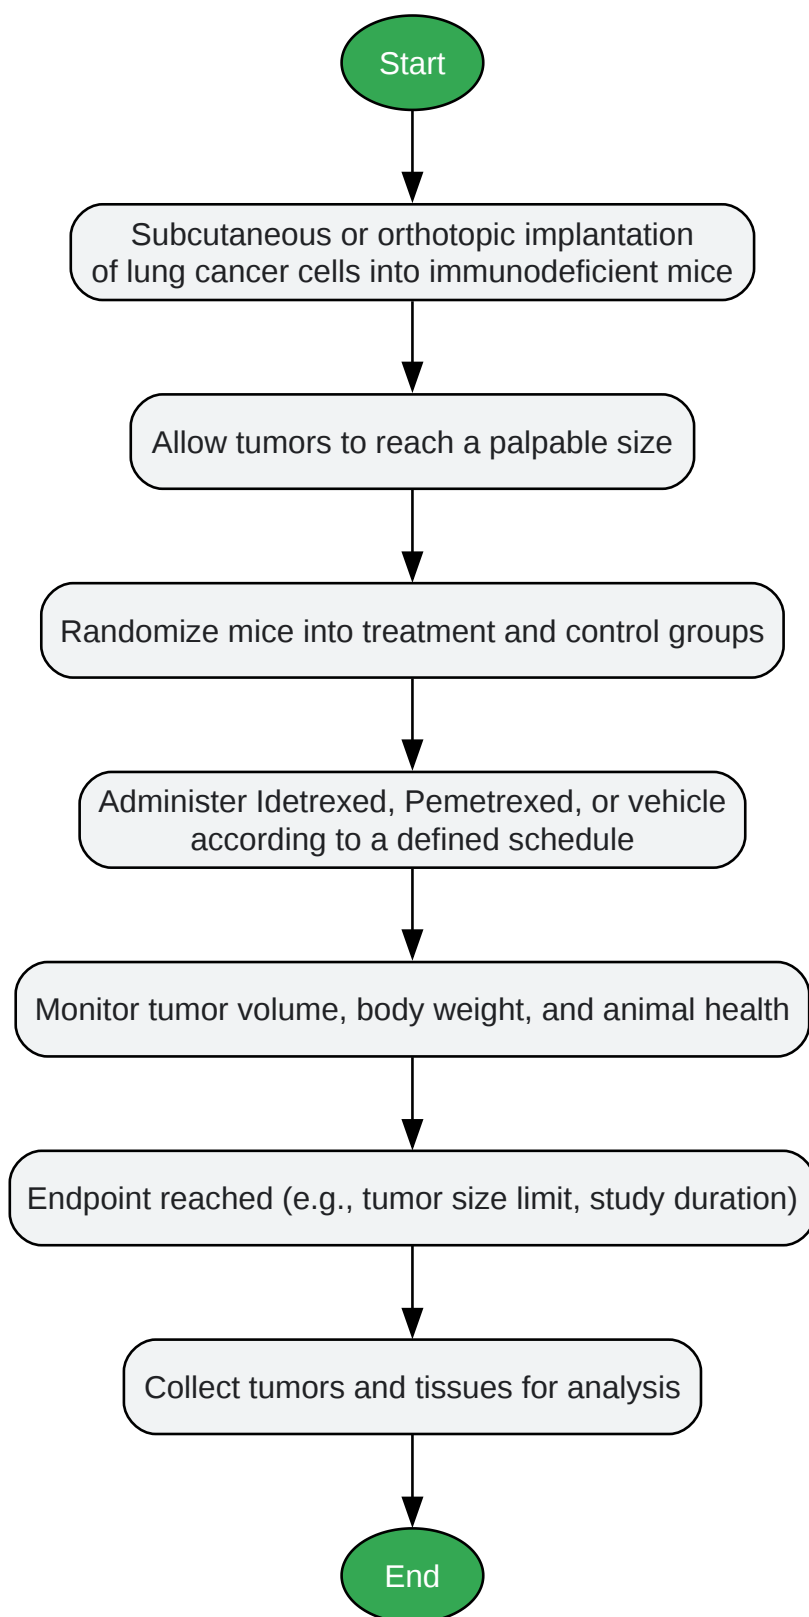 Start
Subcutaneous or orthotopic implantation
of lung cancer cells into immunodeficient mice
Allow tumors to reach a palpable size
Randomize mice into treatment and control groups
Administer Idetrexed, Pemetrexed, or vehicle
according to a defined schedule
Monitor tumor volume, body weight, and animal health
Endpoint reached (e.g., tumor size limit, study duration)
Collect tumors and tissues for analysis
End